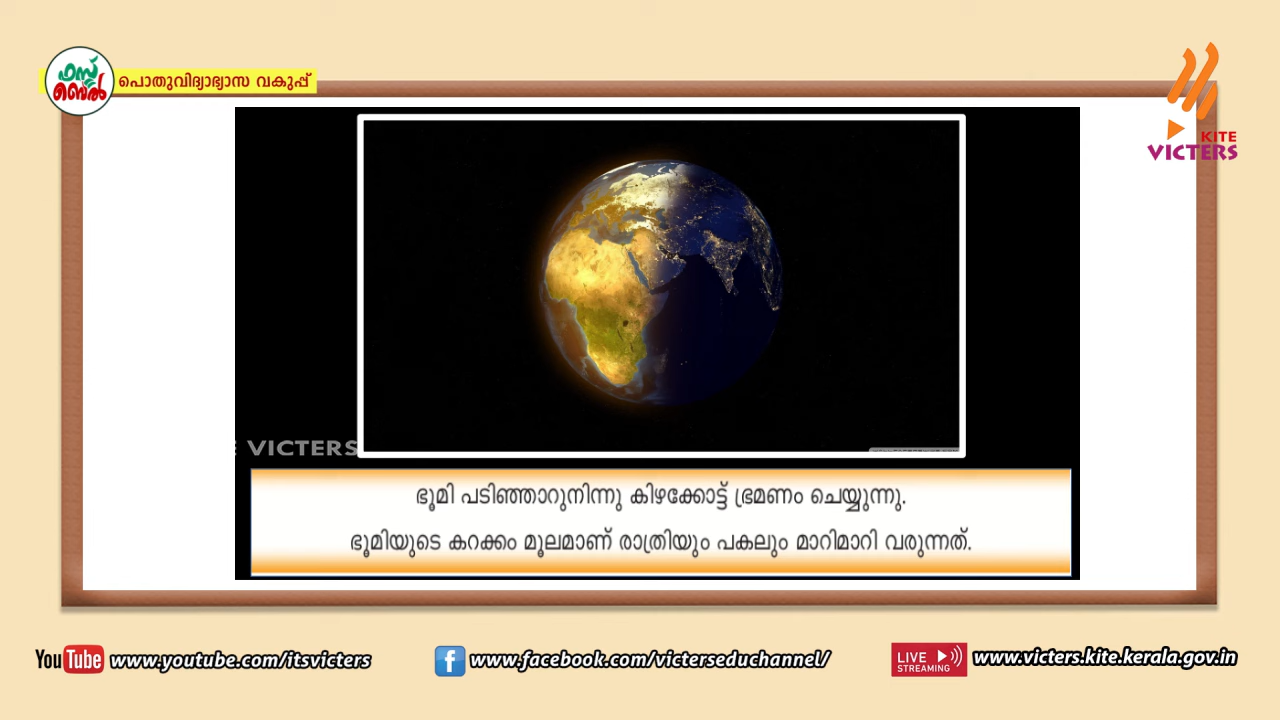 ഫസ്റ്റ്
ബെൽ
പൊതുവിദ്യാഭ്യാസ വകുപ്പ്
KITE
VICTERS
VICTERS
ഭൂമി പടിഞ്ഞാറുനിന്നു കിഴക്കോട്ട് ഭ്രമണം ചെയ്യുന്നു.
ഭൂമിയുടെ കറക്കം മൂലമാണ് രാത്രിയും പകലും മാറിമാറി വരുന്നത്.
YouTube www.youtube.com/itsvicters
f www.facebook.com/victerseduchannel/
LIVE
STREAMING
www.victers.kite.kerala.gov.in